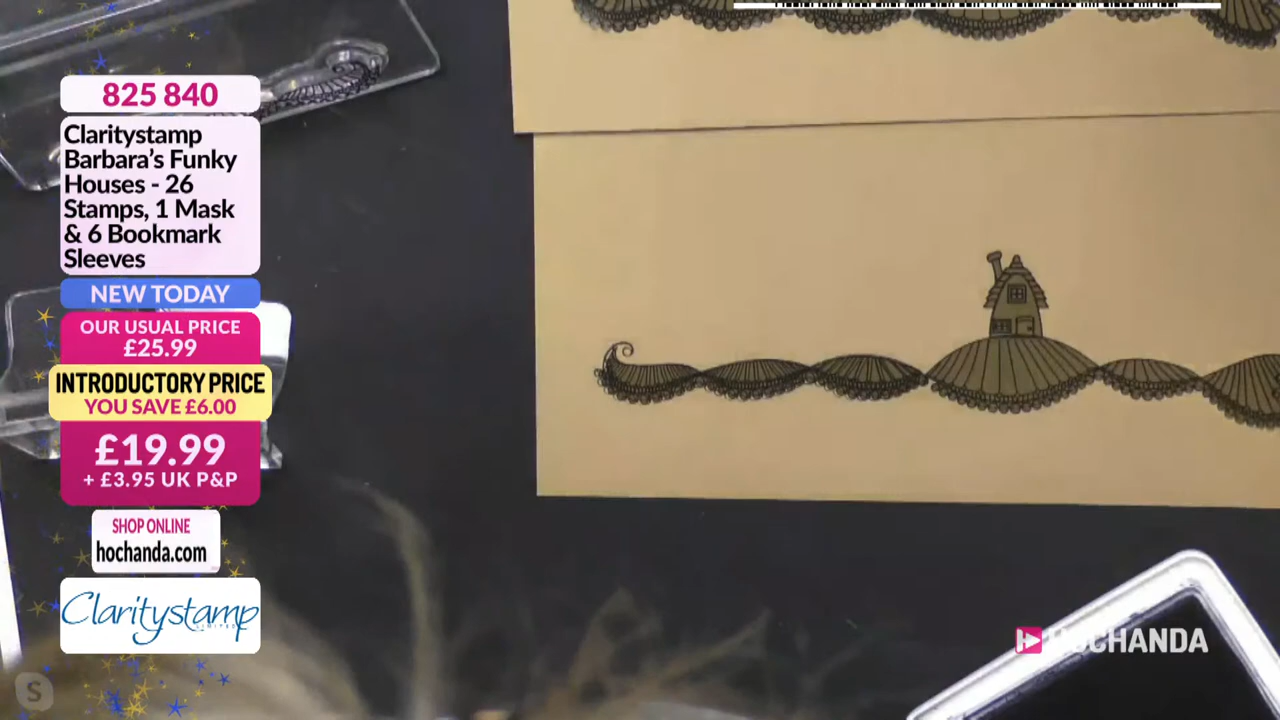 825 840
Claritystamp
Barbara's Funky
Houses - 26
Stamps, 1 Mask
& 6 Bookmark
Sleeves
NEW TODAY
OUR USUAL PRICE
£25.99
INTRODUCTORY PRICE
YOU SAVE £6.00
£19.99
+ £3.95 UK P&P
SHOP ONLINE
hochanda.com
Claritystamp
LIMITED
HOCHANDA
S